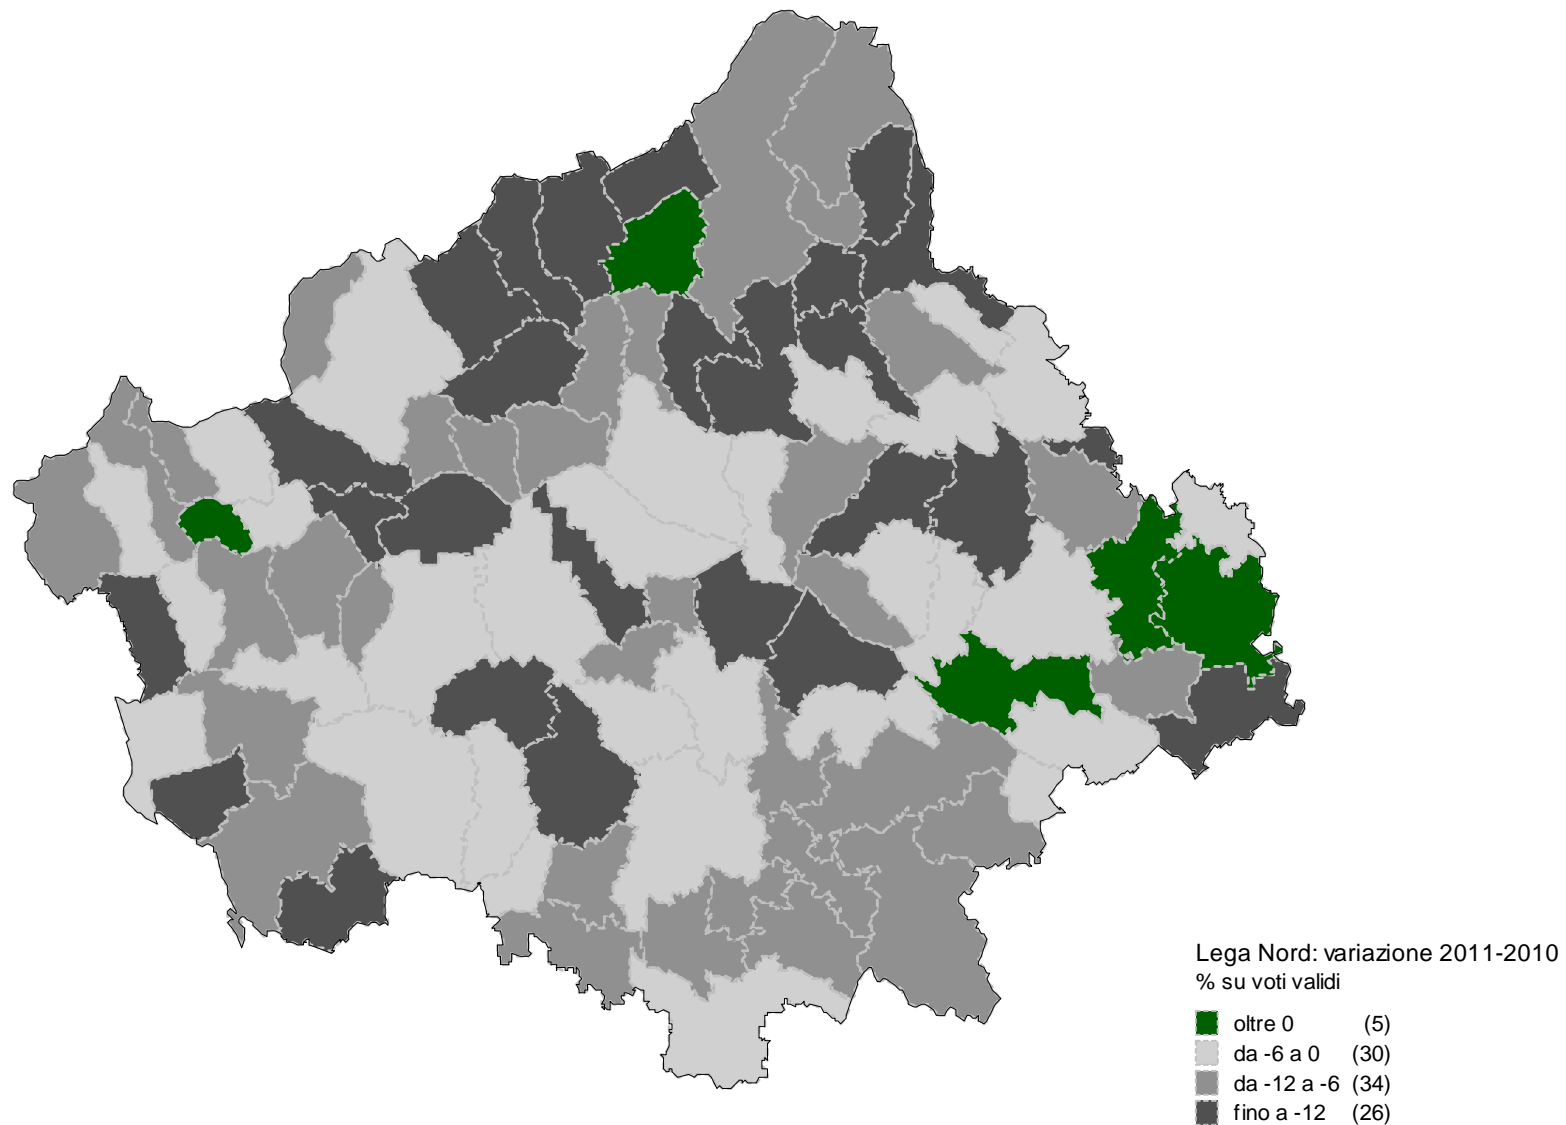 Lega Nord: variazione 2011-2010
% su voti validi
oltre 0 (5)
da -6 a 0 (30)
da -12 a -6 (34)
fino a -12 (26)